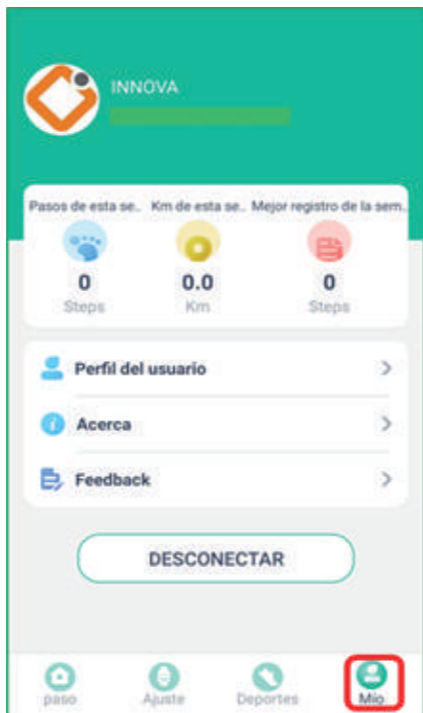 INNOVA
Pasos de esta se.. Km de esta se.. Mejor registro de la sem..
0 0.0 0
Steps Km Steps
Perfil del usuario
Acerca
Feedback
DESCONECTAR
paso Ajuste Deportes Mío